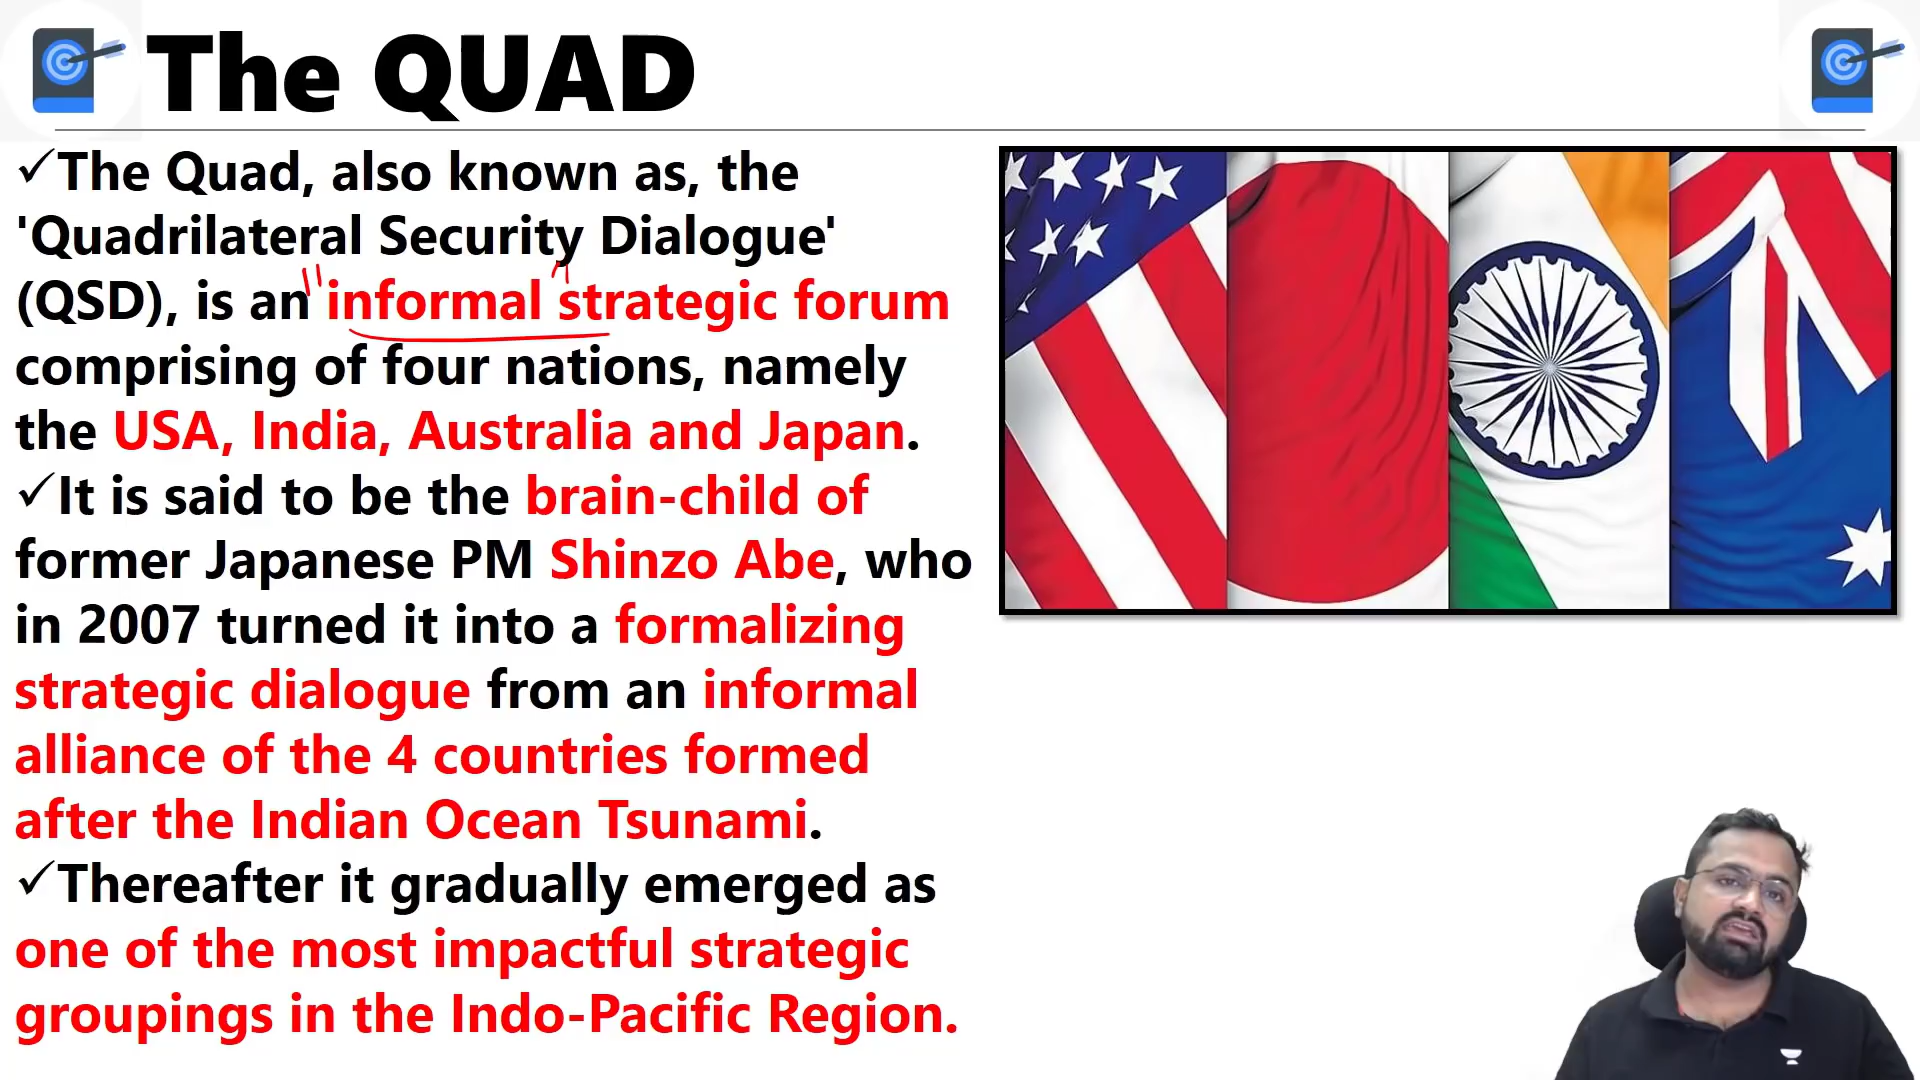 The QUAD
✓The Quad, also known as, the
'Quadrilateral Security Dialogue'
(QSD), is an informal strategic forum
comprising of four nations, namely
the USA, India, Australia and Japan.
✓It is said to be the brain-child of
former Japanese PM Shinzo Abe, who
in 2007 turned it into a formalizing
strategic dialogue from an informal
alliance of the 4 countries formed
after the Indian Ocean Tsunami.
✓Thereafter it gradually emerged as
one of the most impactful strategic
groupings in the Indo-Pacific Region.